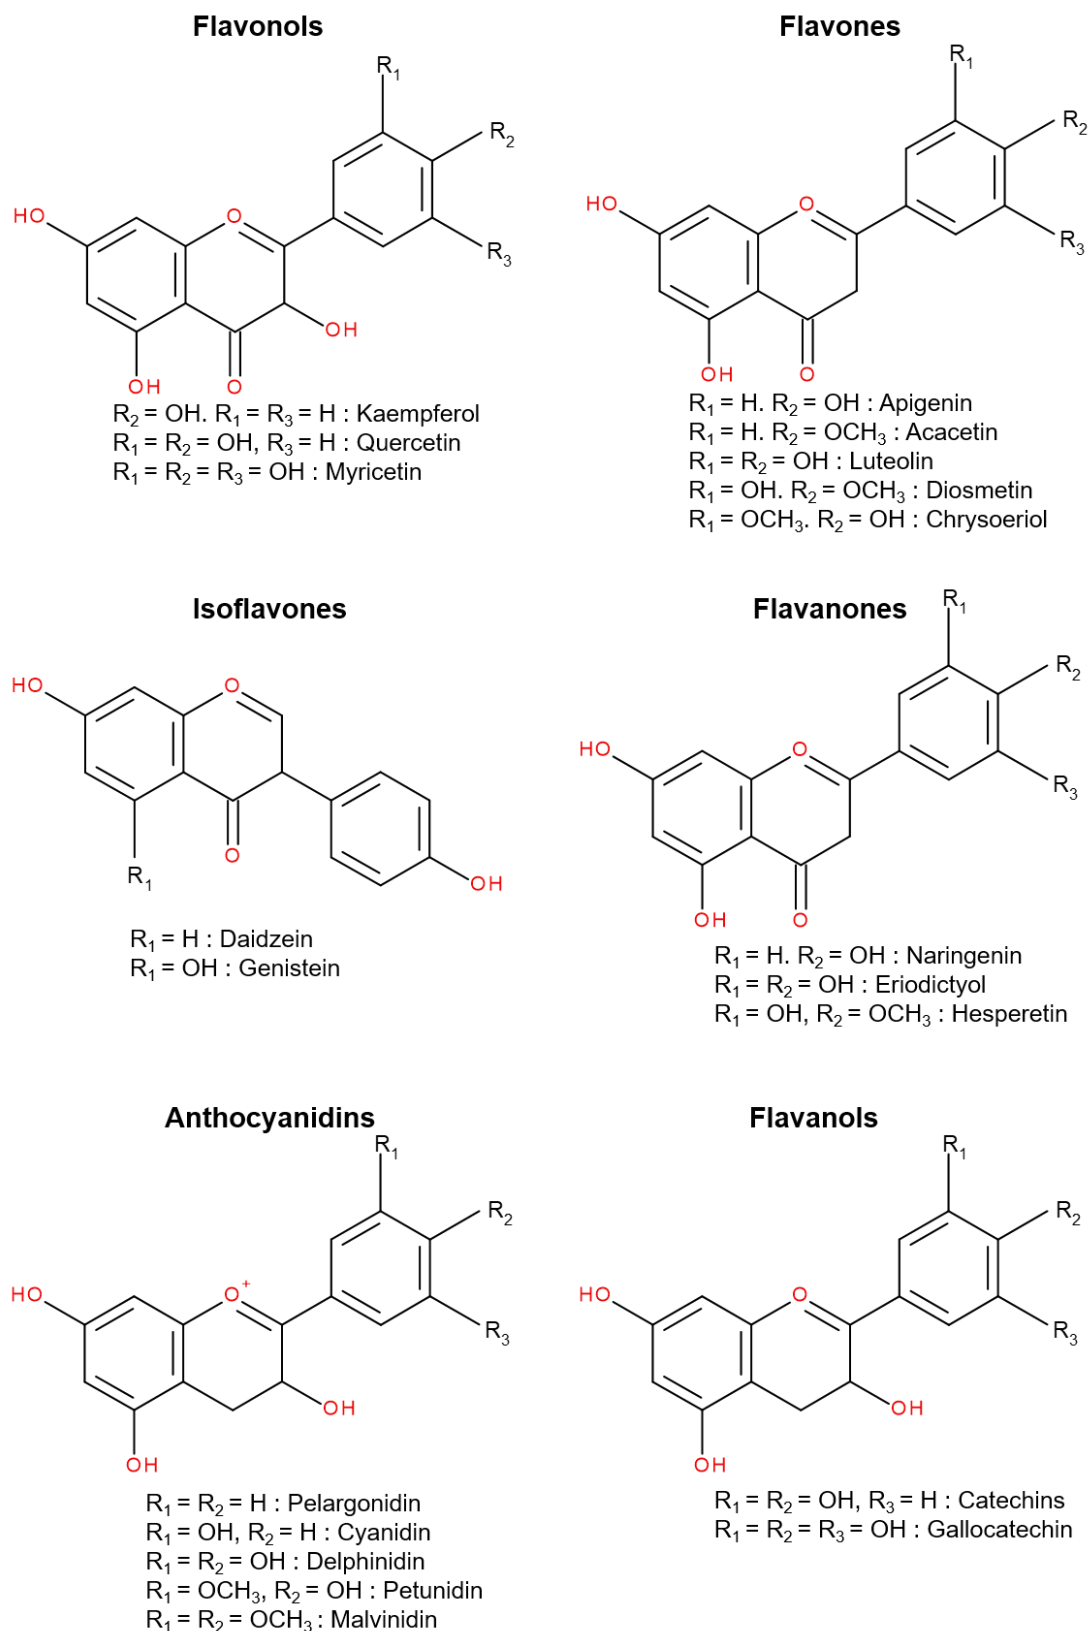 Flavonols
R₁
R₂
HO
O
R₃
OH
OH
O
R₂ = OH. R₁ = R₃ = H : Kaempferol
R₁ = R₂ = OH, R₃ = H : Quercetin
R₁ = R₂ = R₃ = OH : Myricetin
Flavones
R₁
R₂
HO
O
R₃
OH
O
R₁ = H. R₂ = OH : Apigenin
R₁ = H. R₂ = OCH₃ : Acacetin
R₁ = R₂ = OH : Luteolin
R₁ = OH. R₂ = OCH₃ : Diosmetin
R₁ = OCH₃. R₂ = OH : Chrysoeriol
Isoflavones
HO
O
O
R₁
OH
R₁ = H : Daidzein
R₁ = OH : Genistein
Flavanones
R₁
R₂
HO
O
R₃
OH
O
R₁ = H. R₂ = OH : Naringenin
R₁ = R₂ = OH : Eriodictyol
R₁ = OH, R₂ = OCH₃ : Hesperetin
Anthocyanidins
R₁
R₂
HO
O⁺
R₃
OH
OH
R₁ = R₂ = H : Pelargonidin
R₁ = OH, R₂ = H : Cyanidin
R₁ = R₂ = OH : Delphinidin
R₁ = OCH₃, R₂ = OH : Petunidin
R₁ = R₂ = OCH₃ : Malvinidin
Flavanols
R₁
R₂
HO
O
R₃
OH
OH
R₁ = R₂ = OH, R₃ = H : Catechins
R₁ = R₂ = R₃ = OH : Gallocatechin